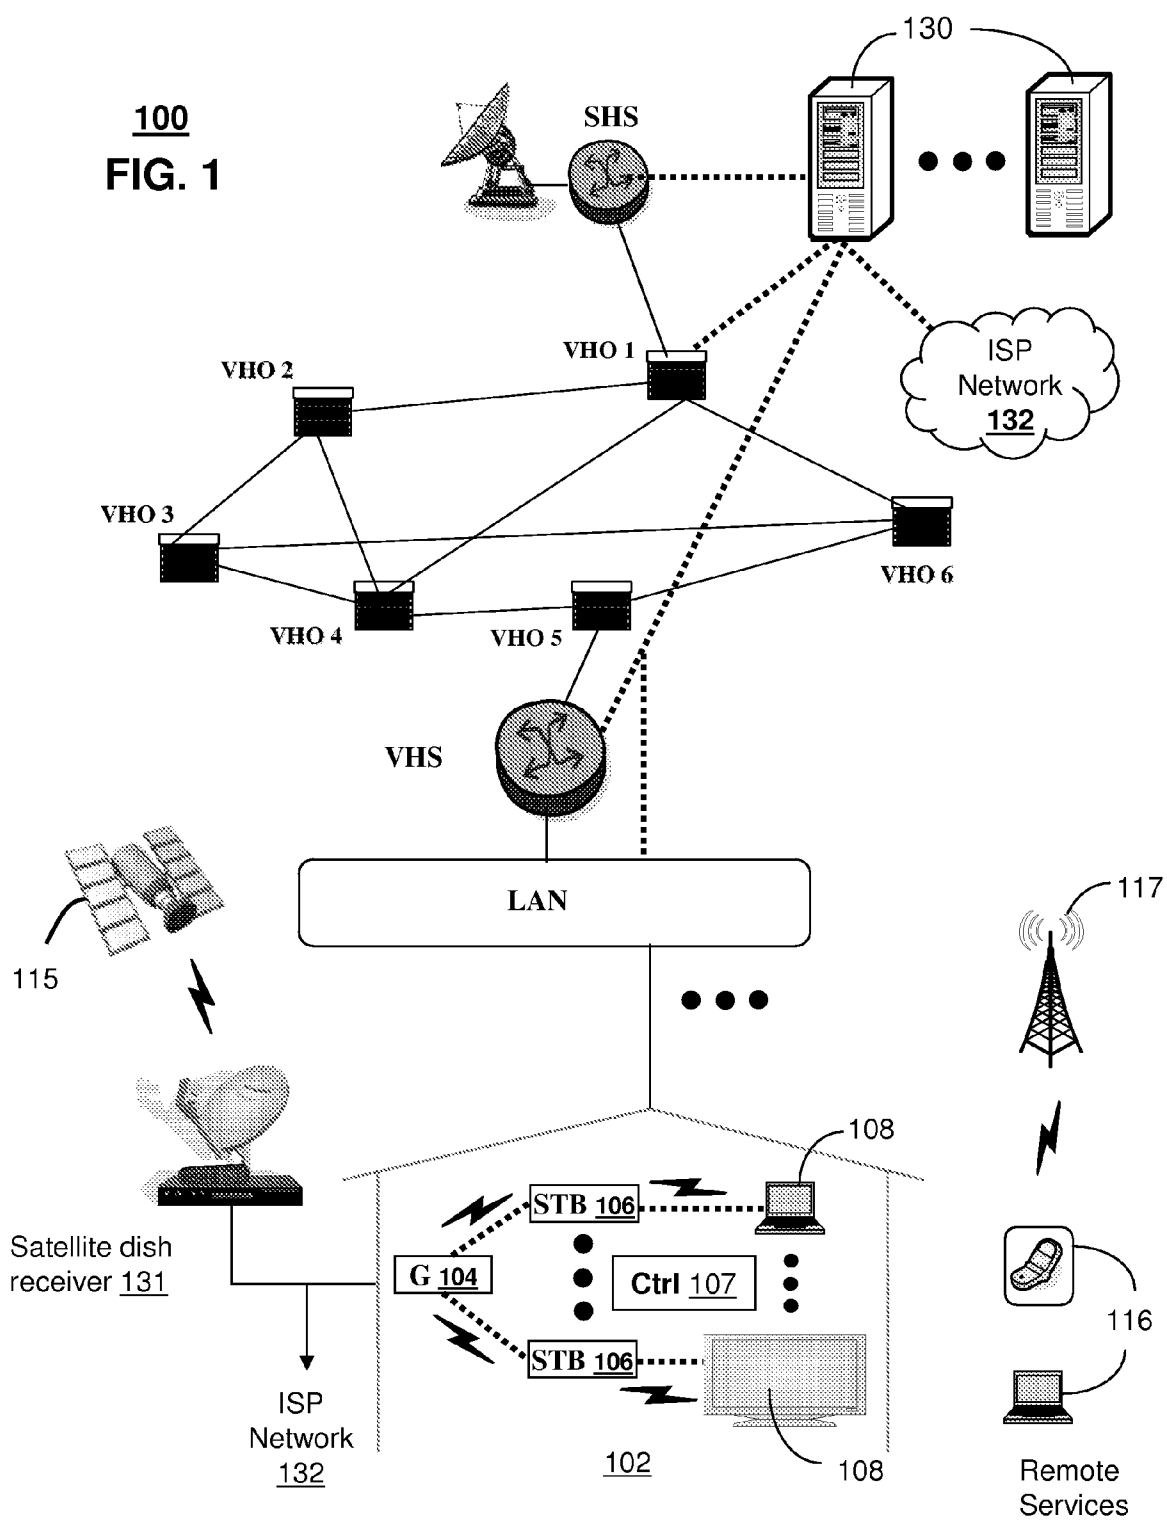 130
100
FIG. 1
SHS
ISP
Network
132
VHO 1
VHO 2
VHO 3
VHO 6
VHO 4
VHO 5
VHS
LAN
117
115
108
STB 106
Satellite dish
receiver 131
G 104
Ctrl 107
116
STB 106
ISP
Network
132
102
108
Remote
Services